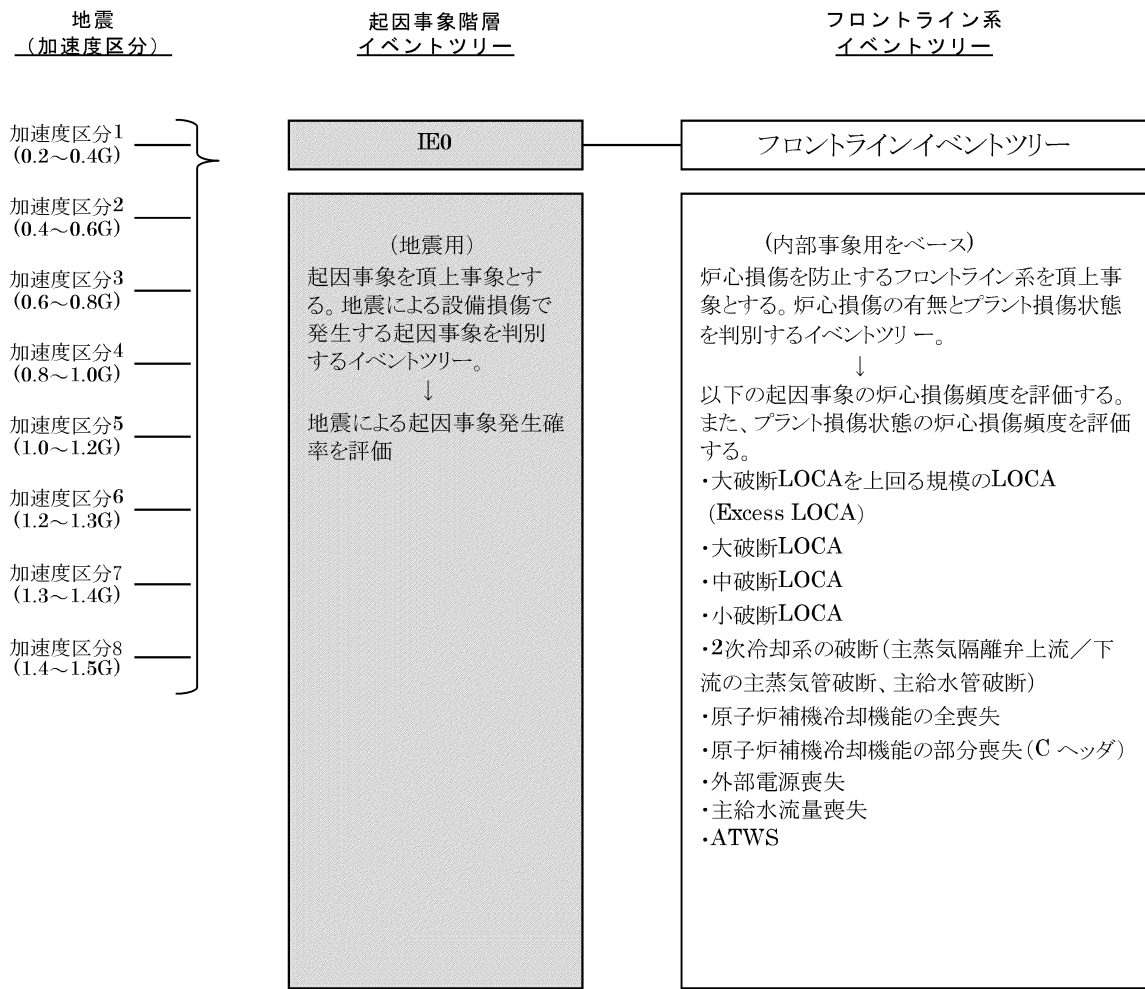 地震
（加速度区分）
起因事象階層
イベントツリー
フロントライン系
イベントツリー
加速度区分1
(0.2～0.4G)
加速度区分2
(0.4～0.6G)
加速度区分3
(0.6～0.8G)
加速度区分4
(0.8～1.0G)
加速度区分5
(1.0～1.2G)
加速度区分6
(1.2～1.3G)
加速度区分7
(1.3～1.4G)
加速度区分8
(1.4～1.5G)
IE0
（地震用）
起因事象を頂上事象とす
る。地震による設備損傷で
発生する起因事象を判別
するイベントツリー。
↓
地震による起因事象発生確
率を評価
フロントラインイベントツリー
（内部事象用をベース）
炉心損傷を防止するフロントライン系を頂上事
象とする。炉心損傷の有無とプラント損傷状態
を判別するイベントツリー。
↓
以下の起因事象の炉心損傷頻度を評価する。
また、プラント損傷状態の炉心損傷頻度を評価
する。
・大破断LOCAを上回る規模のLOCA
(Excess LOCA)
・大破断LOCA
・中破断LOCA
・小破断LOCA
・2次冷却系の破断（主蒸気隔離弁上流／下
流の主蒸気管破断、主給水管破断）
・原子炉補機冷却機能の全喪失
・原子炉補機冷却機能の部分喪失（C ヘッダ）
・外部電源喪失
・主給水流量喪失
・ATWS